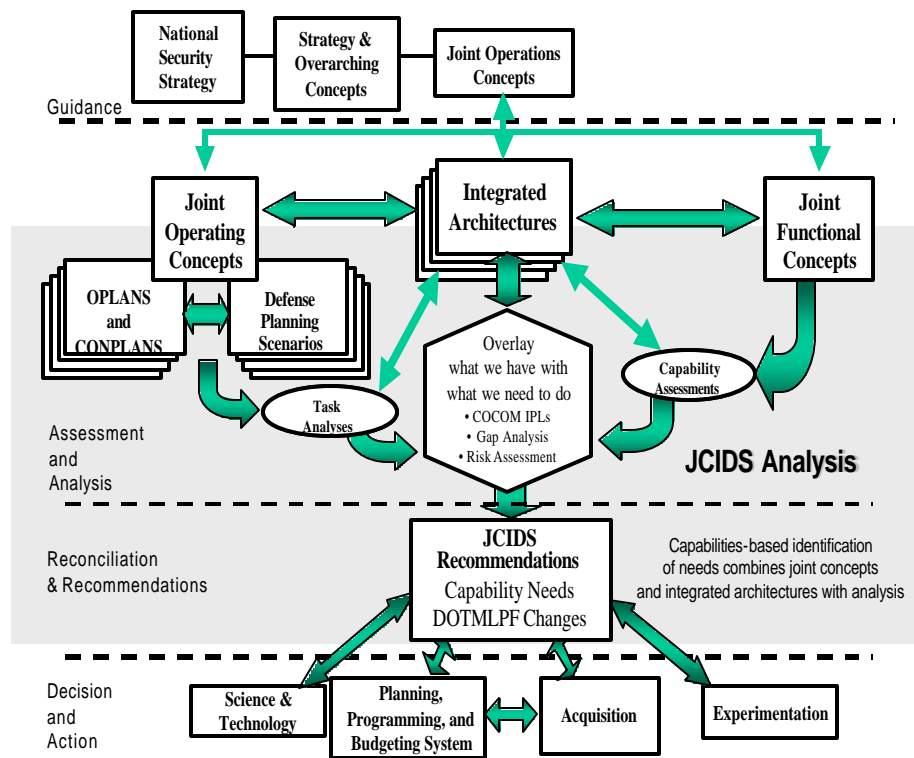 National
Security
Strategy
Strategy &
Overarching
Concepts
Joint Operations
Concepts
Guidance
Joint
Operating
Concepts
Integrated
Architectures
Joint
Functional
Concepts
OPLANS
and
CONPLANS
Defense
Planning
Scenarios
Overlay
what we have with
what we need to do
• COCOM IPLs
• Gap Analysis
• Risk Assessment
Capability
Assessments
Task
Analyses
Assessment
and
Analysis
JCIDS Analysis
Reconciliation
& Recommendations
JCIDS
Recommendations
Capability Needs
DOTMLPF Changes
Capabilities-based identification
of needs combines joint concepts
and integrated architectures with analysis
Decision
and
Action
Science &
Technology
Planning,
Programming, and
Budgeting System
Acquisition
Experimentation